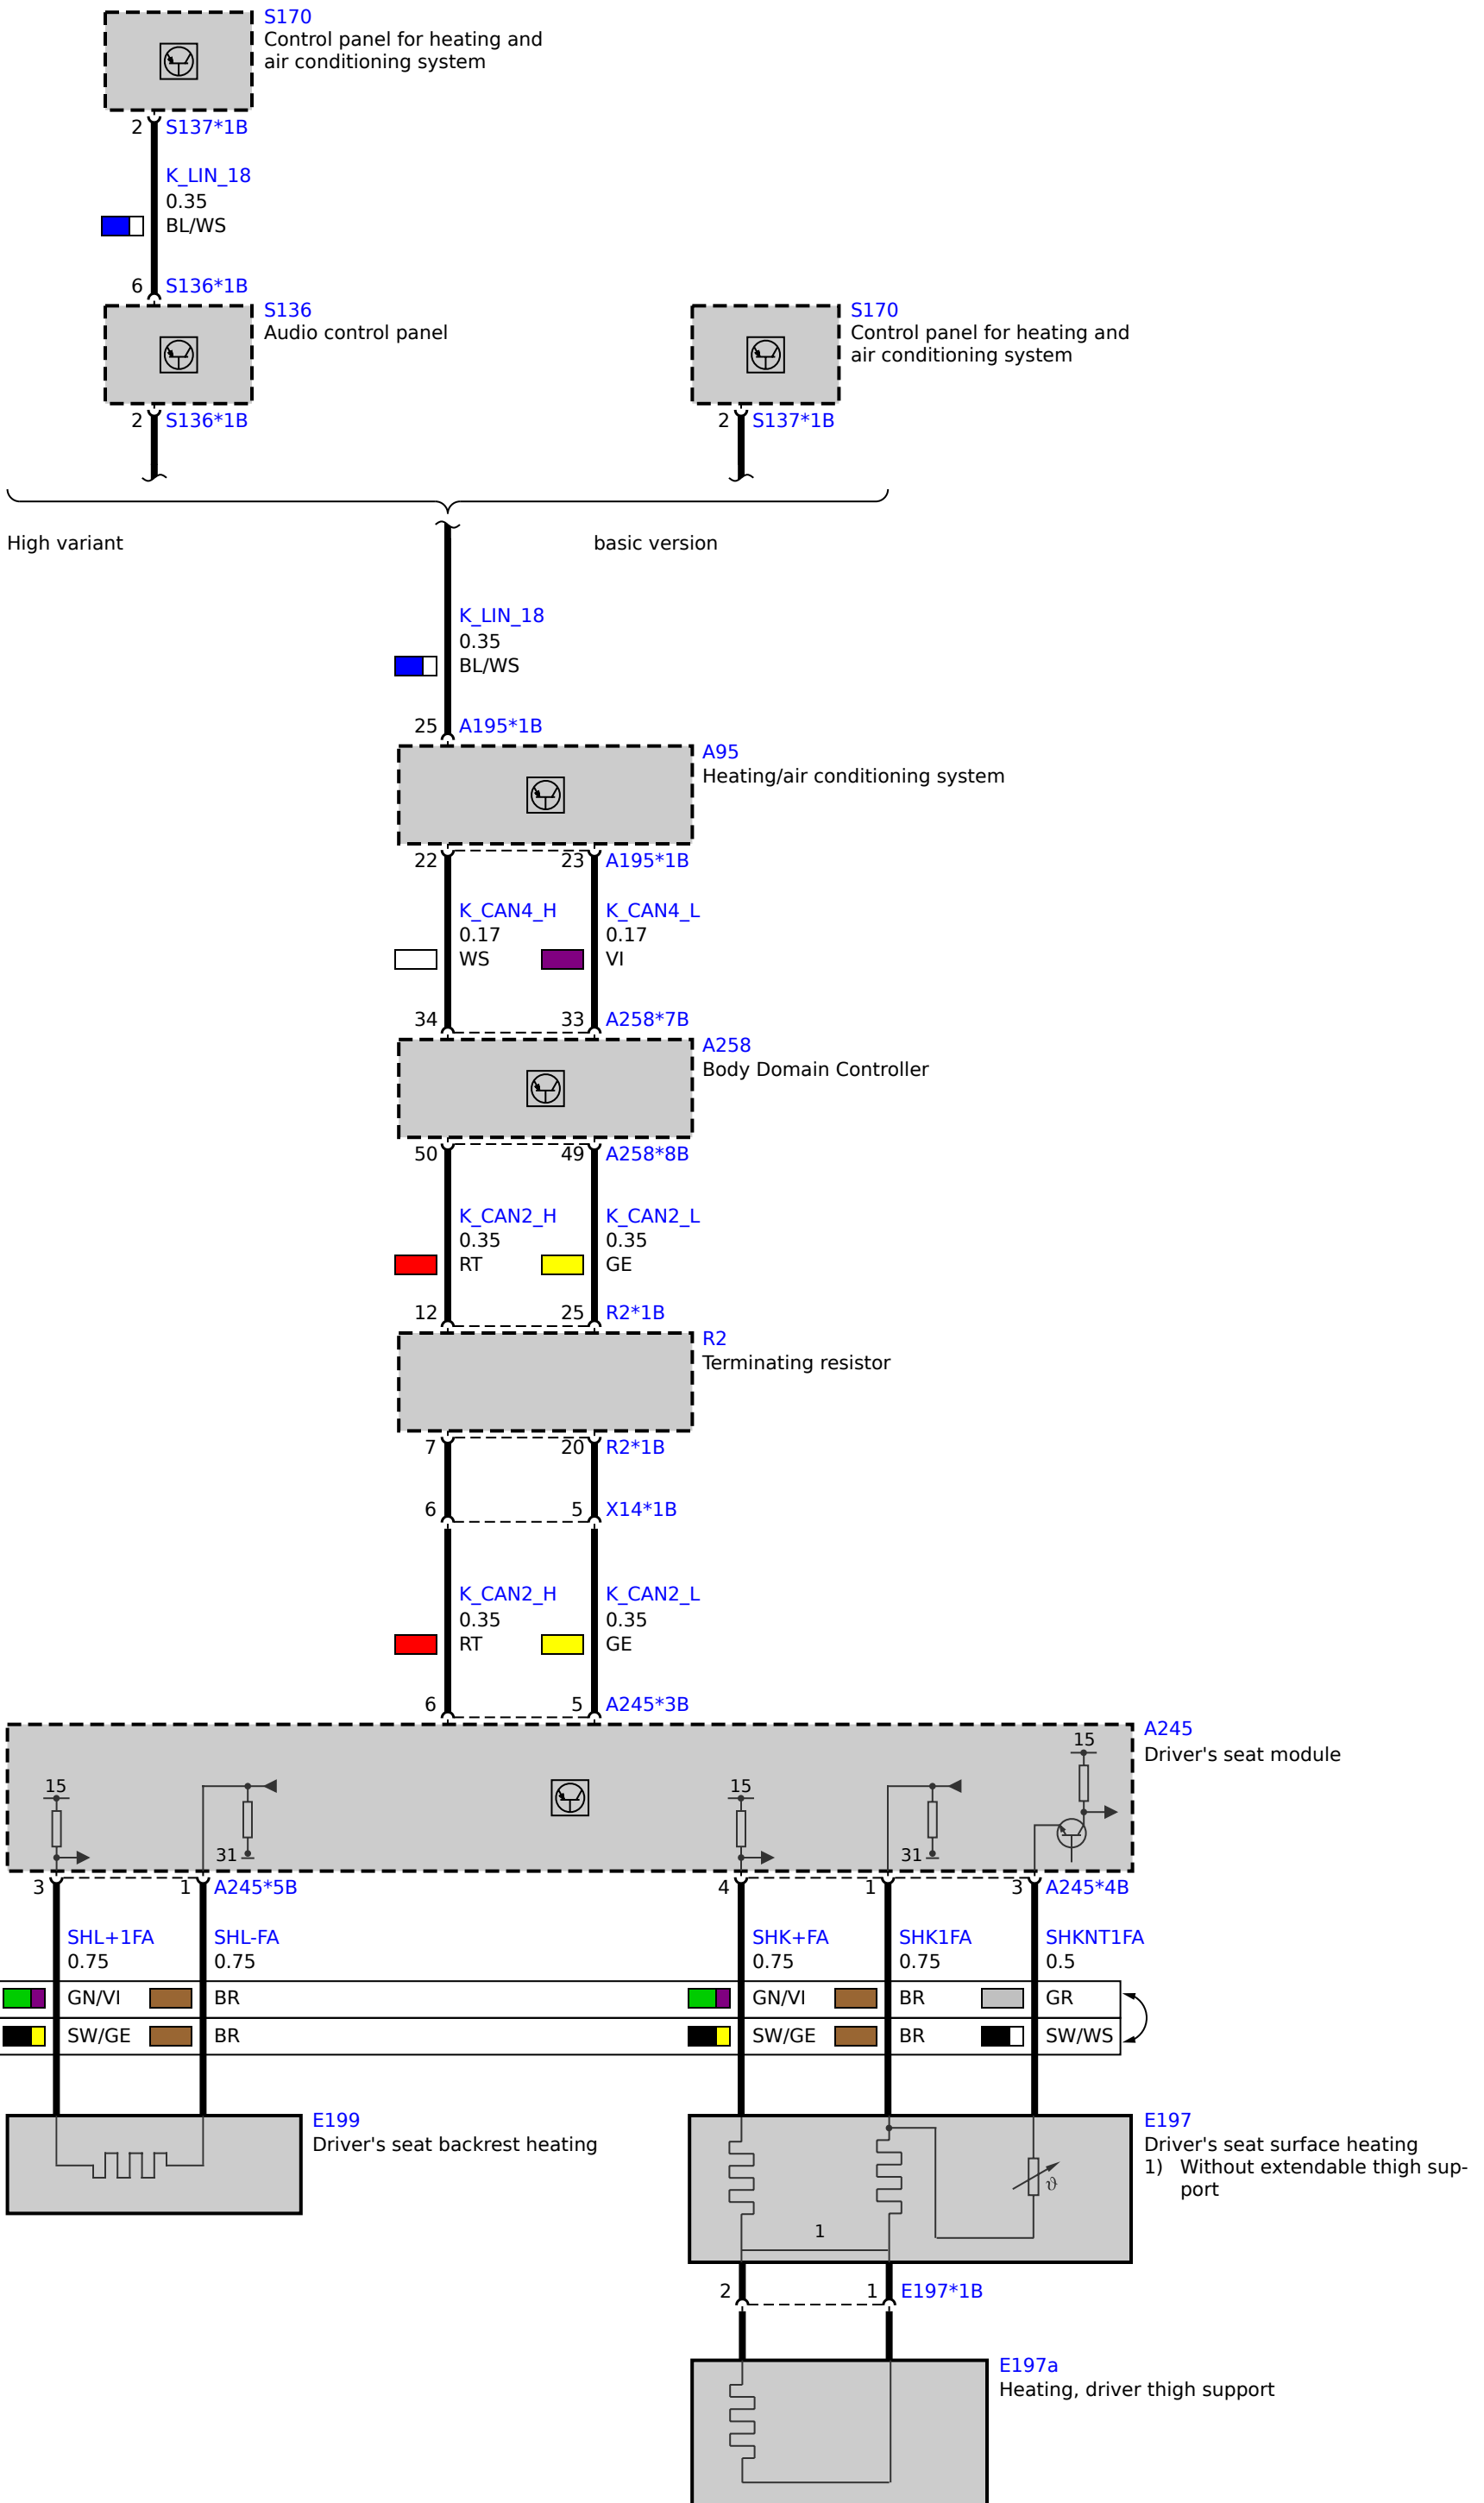 S170
Control panel for heating and
air conditioning system
2 S137*1B
K_LIN_18
0.35
BL/WS
6 S136*1B
S136
Audio control panel
S170
Control panel for heating and
air conditioning system
2 S136*1B
2 S137*1B
High variant
basic version
K_LIN_18
0.35
BL/WS
25 A195*1B
A95
Heating/air conditioning system
22 23 A195*1B
K_CAN4_H K_CAN4_L
0.17 0.17
WS VI
34 33 A258*7B
A258
Body Domain Controller
50 49 A258*8B
K_CAN2_H K_CAN2_L
0.35 0.35
RT GE
12 25 R2*1B
R2
Terminating resistor
7 20 R2*1B
6 5 X14*1B
K_CAN2_H K_CAN2_L
0.35 0.35
RT GE
6 5 A245*3B
A245
Driver's seat module
15
15 15
31 31
3 1 A245*5B 4 1 3 A245*4B
SHL+1FA SHL-FA SHK+FA SHK1FA SHKNT1FA
0.75 0.75 0.75 0.75 0.5
GN/VI BR GN/VI BR GR
SW/GE BR SW/GE BR SW/WS
E199
Driver's seat backrest heating
E197
Driver's seat surface heating
1) Without extendable thigh sup-
port
ϑ
1
2 1 E197*1B
E197a
Heating, driver thigh support